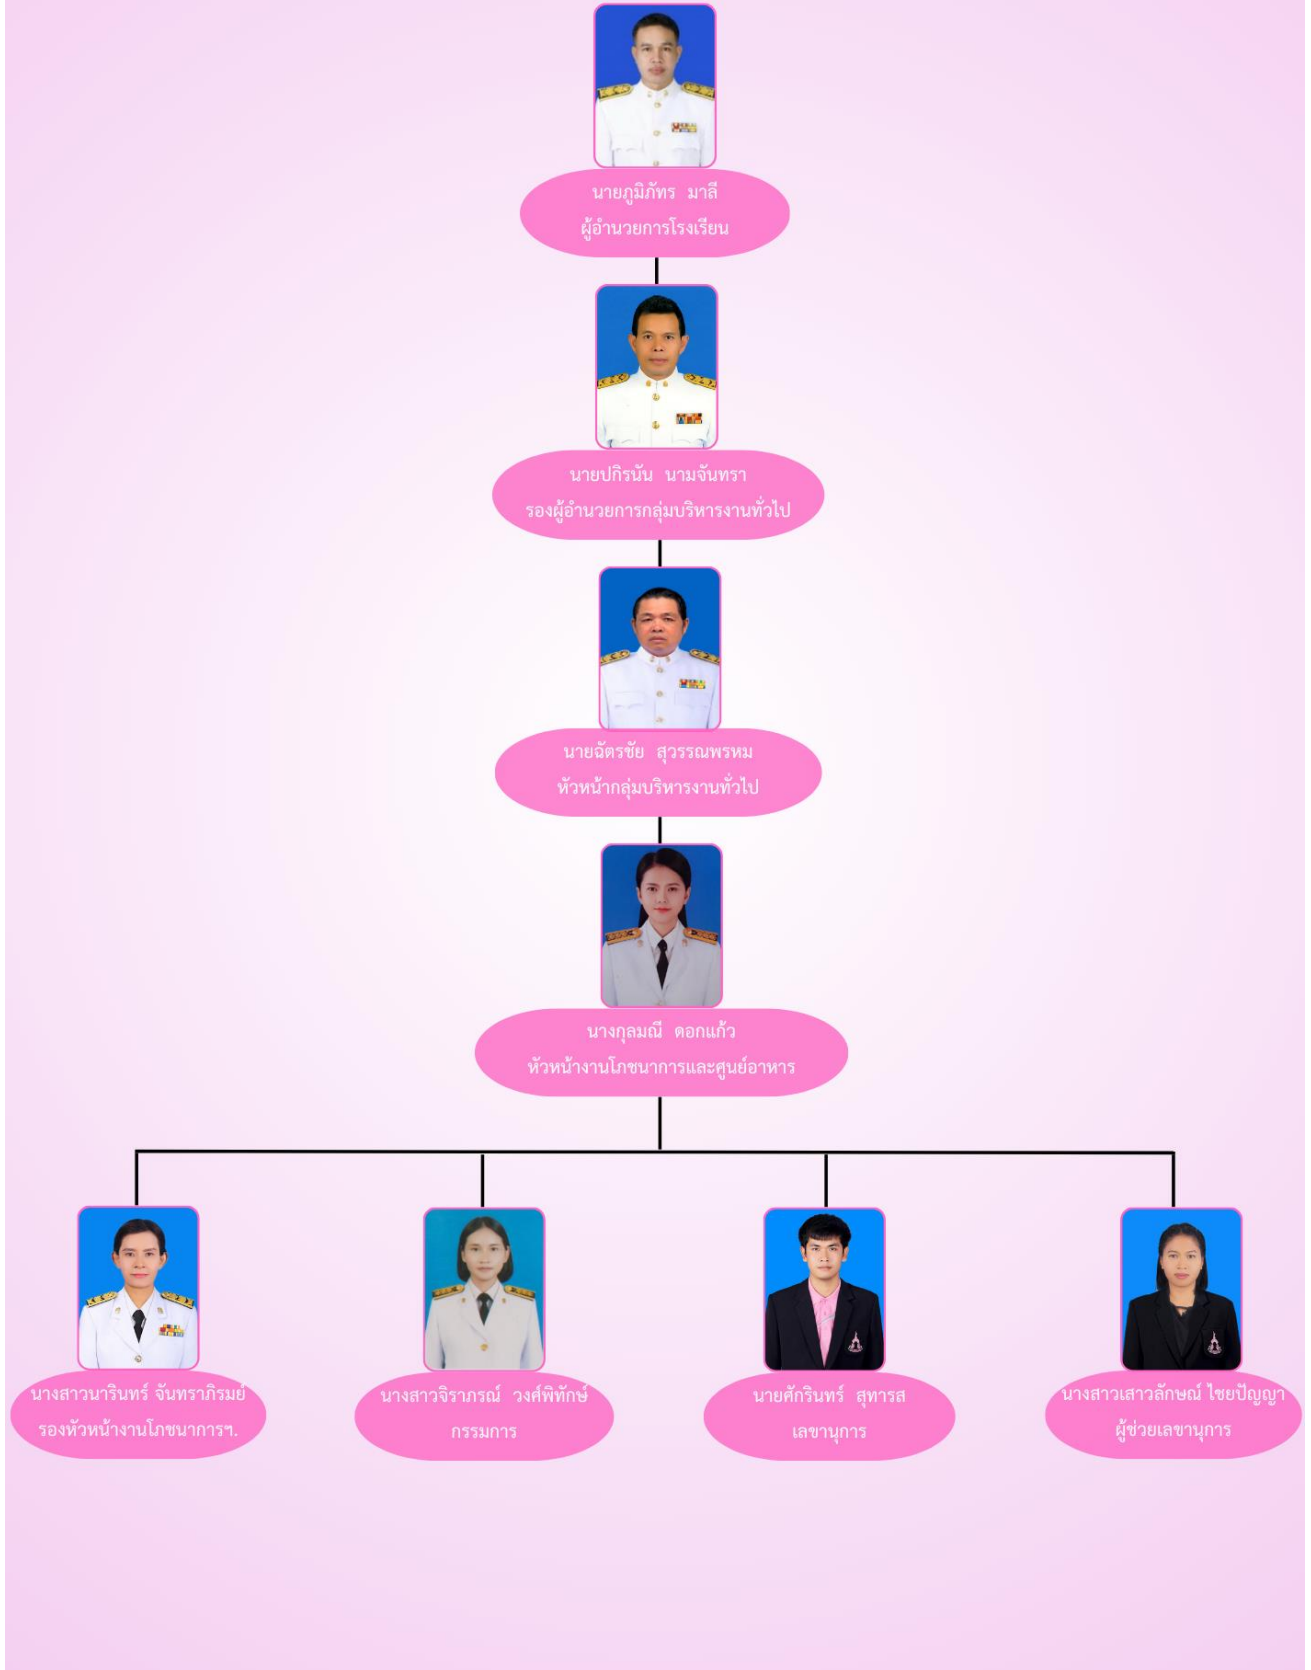 นายภูมิภัทร มาลี
ผู้อำนวยการโรงเรียน
นายปกิรนัน นามจันทรา
รองผู้อำนวยการกลุ่มบริหารงานทั่วไป
นายฉัตรชัย สุวรรณพรหม
หัวหน้ากลุ่มบริหารงานทั่วไป
นางกุลมณี ดอกแก้ว
หัวหน้างานโภชนาการและศูนย์อาหาร
นางสาวนารินทร์ จันทราภิรมย์
รองหัวหน้างานโภชนาการฯ.
นางสาวจิราภรณ์ วงศ์พิทักษ์
กรรมการ
นายศักรินทร์ สุทารส
เลขานุการ
นางสาวเสาวลักษณ์ ไชยปัญญา
ผู้ช่วยเลขานุการ